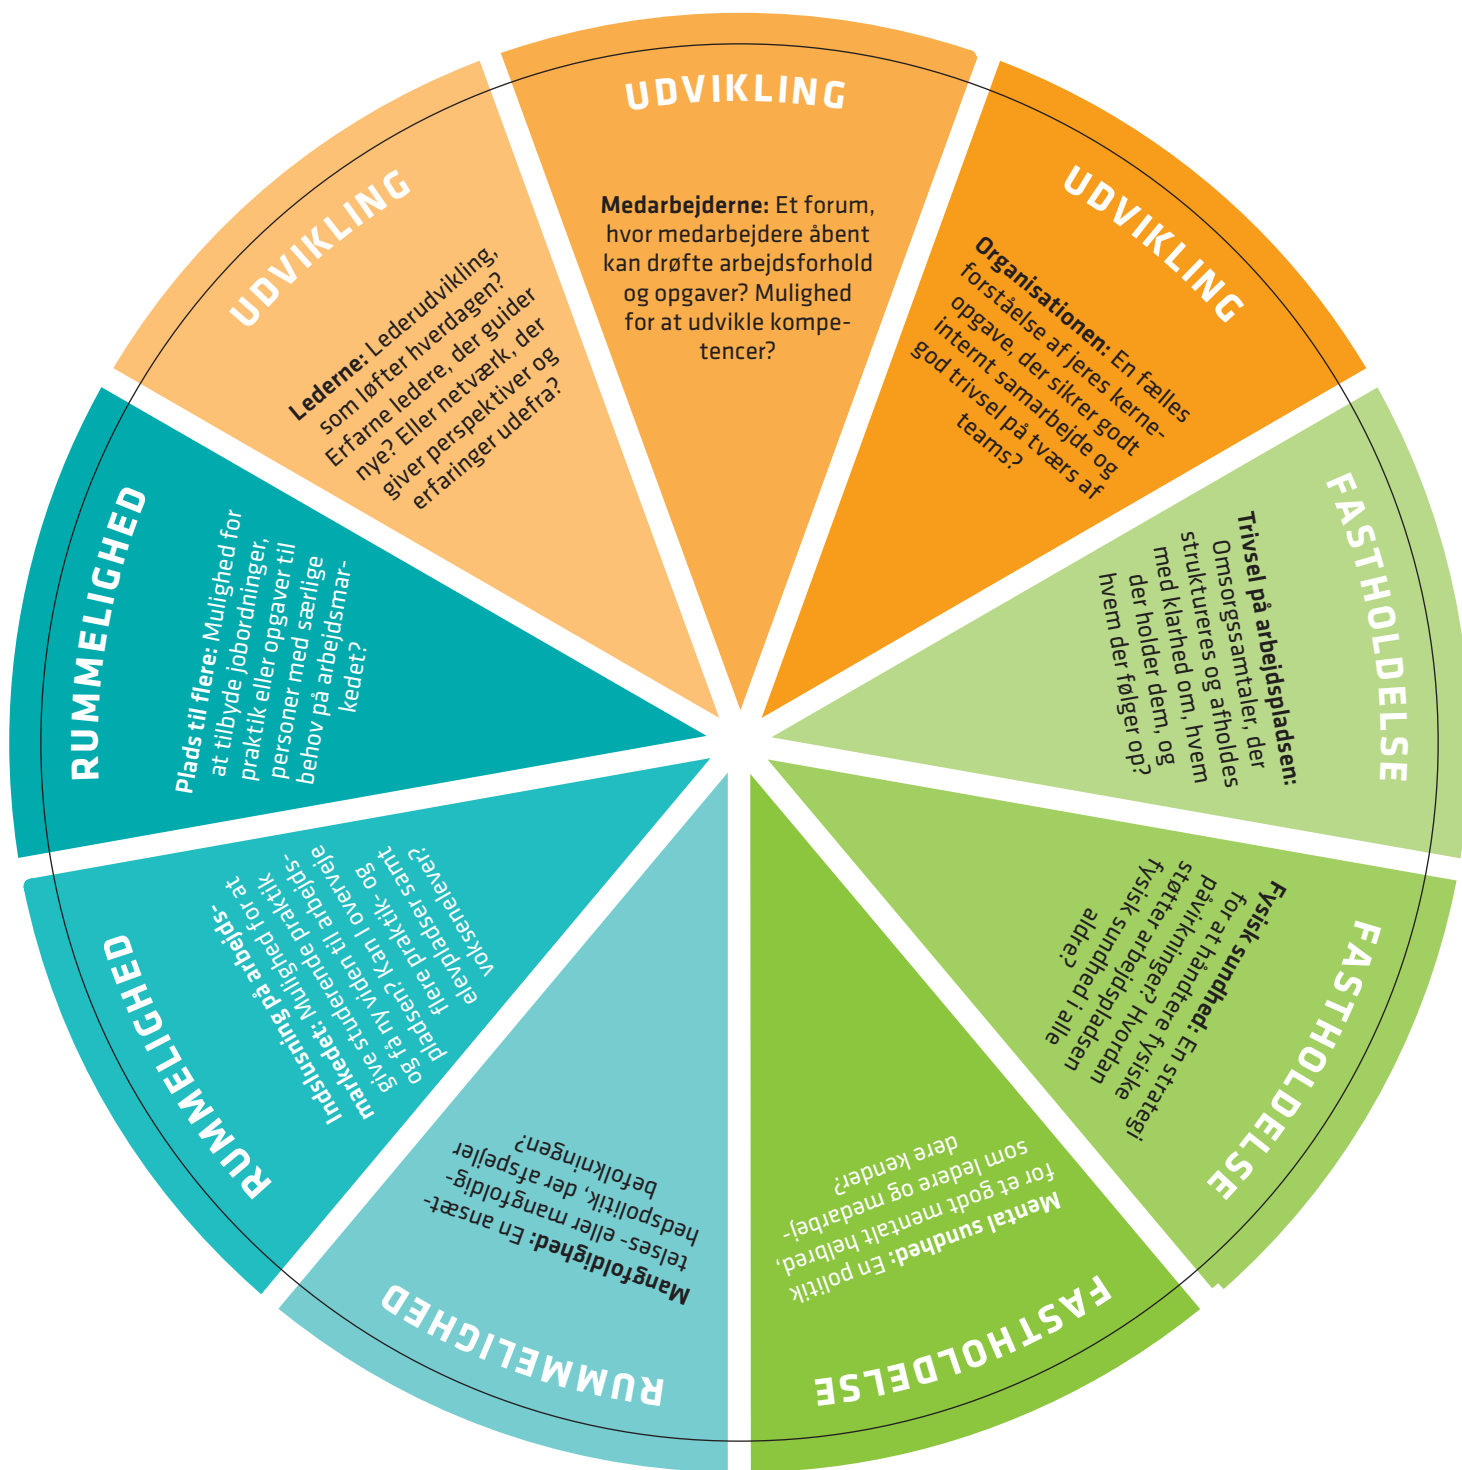 UDVIKLING
Medarbejderne: Et forum,
hvor medarbejdere åbent
kan drøfte arbejdsforhold
og opgaver? Mulighed
for at udvikle kompe-
tencer?
UDVIKLING
Organisationen: En fælles
forståelse af jeres kerne-
opgave, der sikrer godt
internt samarbejde og
god trivsel på tværs af
teams?
FASTHOLDELSE
Trivsel på arbejdspladsen:
Omsorgssamtaler, der
struktureres og afholdes
med klarhed om, hvem
der holder dem, og
hvem der følger op?
FASTHOLDELSE
Fysisk sundhed: En strategi
for at håndtere fysiske
påvirkninger? Hvordan
støtter arbejdspladsen
fysisk sundhed i alle
aldre?
FASTHOLDELSE
Mental sundhed: En politik
for et godt mentalt helbred,
som ledere og medarbej-
dere kender?
RUMMELIGHED
Mangfoldighed: En ansæt-
telses- eller mangfoldig-
hedspolitik, der afspejler
befolkningen?
RUMMELIGHED
Indslusning på arbejds-
markedet: Mulighed for at
give studerende praktik
og få ny viden til arbejds-
pladsen? Kan I overveje
flere praktik- og
elevpladser samt
voksenelever?
RUMMELIGHED
Plads til flere: Mulighed for
at tilbyde jobordninger,
praktik eller opgaver til
personer med særlige
behov på arbejdsmar-
kedet?
UDVIKLING
Lederne: Lederudvikling,
som løfter hverdagen?
Erfarne ledere, der guider
nye? Eller netværk, der
giver perspektiver og
erfaringer udefra?